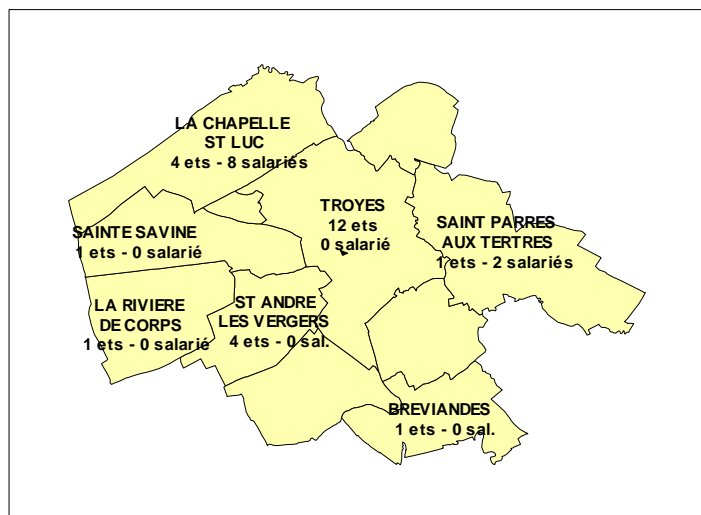 LA CHAPELLE
ST LUC
4 ets - 8 salariés
TROYES
12 ets
0 salarié
SAINT PARRES
AUX TERTRES
1 ets - 2 salariés
SAINTE SAVINE
1 ets - 0 salarié
LA RIVIERE
DE CORPS
1 ets - 0 salarié
ST ANDRE
LES VERGERS
4 ets - 0 sal.
BREVIANDES
1 ets - 0 sal.